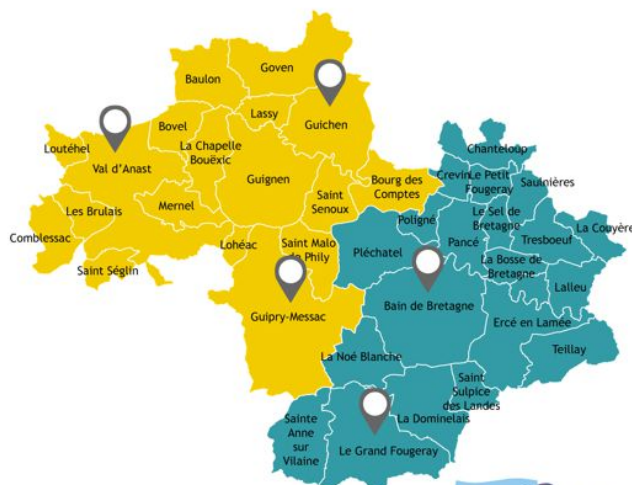 Goven
Baulon
Lassy
Guichen
Bovel
Loutéhel
La Chapelle
Bouëxic
Val d'Anast
Guignen
Bourg des
Comptes
Les Brulais
Mernel
Saint
Senoux
Comblessac
Lohéac
Saint Malo
de Phily
Saint Séglin
Guipry-Messac
Chanteloup
Crevin
Le Petit
Fougeray
Saulnières
Poligné
Le Sel de
Bretagne
La Couyère
Pléchatel
Pancé
Tresboeuf
La Bosse de
Bretagne
Lalleu
Bain de Bretagne
Ercé en Lamée
Teillay
La Noé Blanche
Saint
Sulpice
des Landes
Sainte
Anne
sur
Vilaine
La Dominelais
Le Grand Fougeray